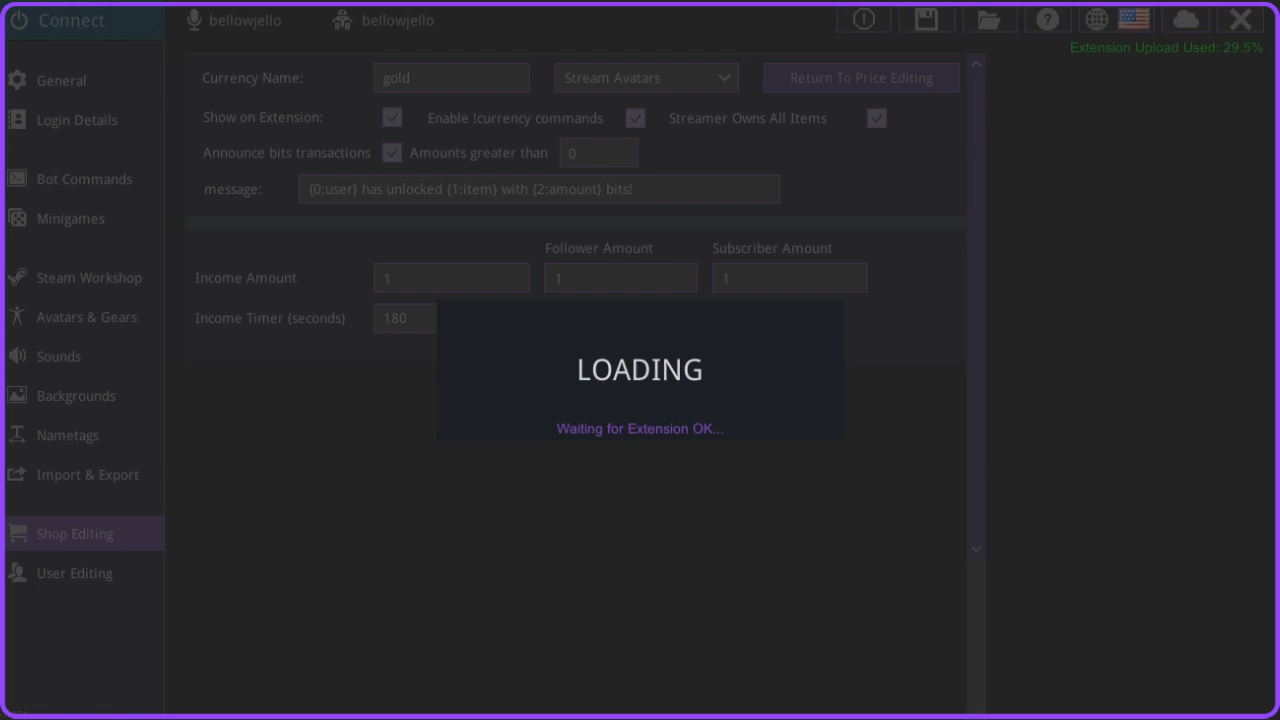 Connect
bellowjello
bellowjello
Extension Upload Used: 29.5%
General
Login Details
Bot Commands
Minigames
Steam Workshop
Avatars & Gears
Sounds
Backgrounds
Nametags
Import & Export
Shop Editing
User Editing
Currency Name:
gold
Stream Avatars
Return To Price Editing
Show on Extension:
Enable !currency commands
Streamer Owns All Items
Announce bits transactions
Amounts greater than
0
message:
{0:user} has unlocked {1:item} with {2:amount} bits!
Follower Amount
Subscriber Amount
Income Amount
1
1
1
Income Timer (seconds)
180
LOADING
Waiting for Extension OK...